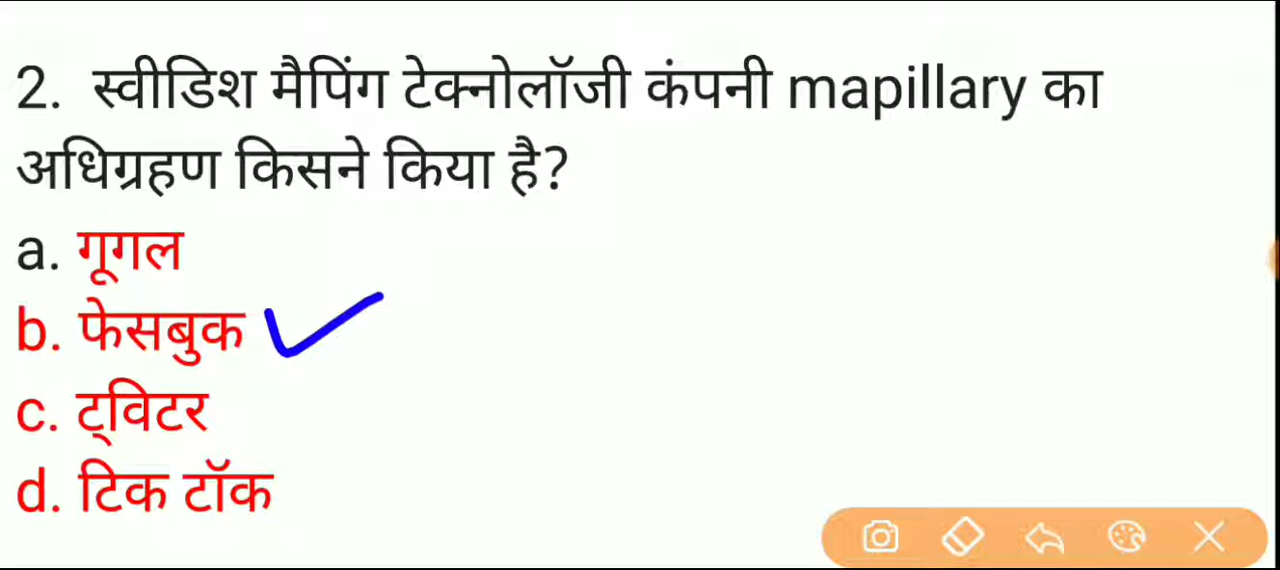 2. स्वीडिश मैपिंग टेक्नोलॉजी कंपनी mapillary का
अधिग्रहण किसने किया है?
a. गूगल
b. फेसबुक
c. ट्विटर
d. टिक टॉक